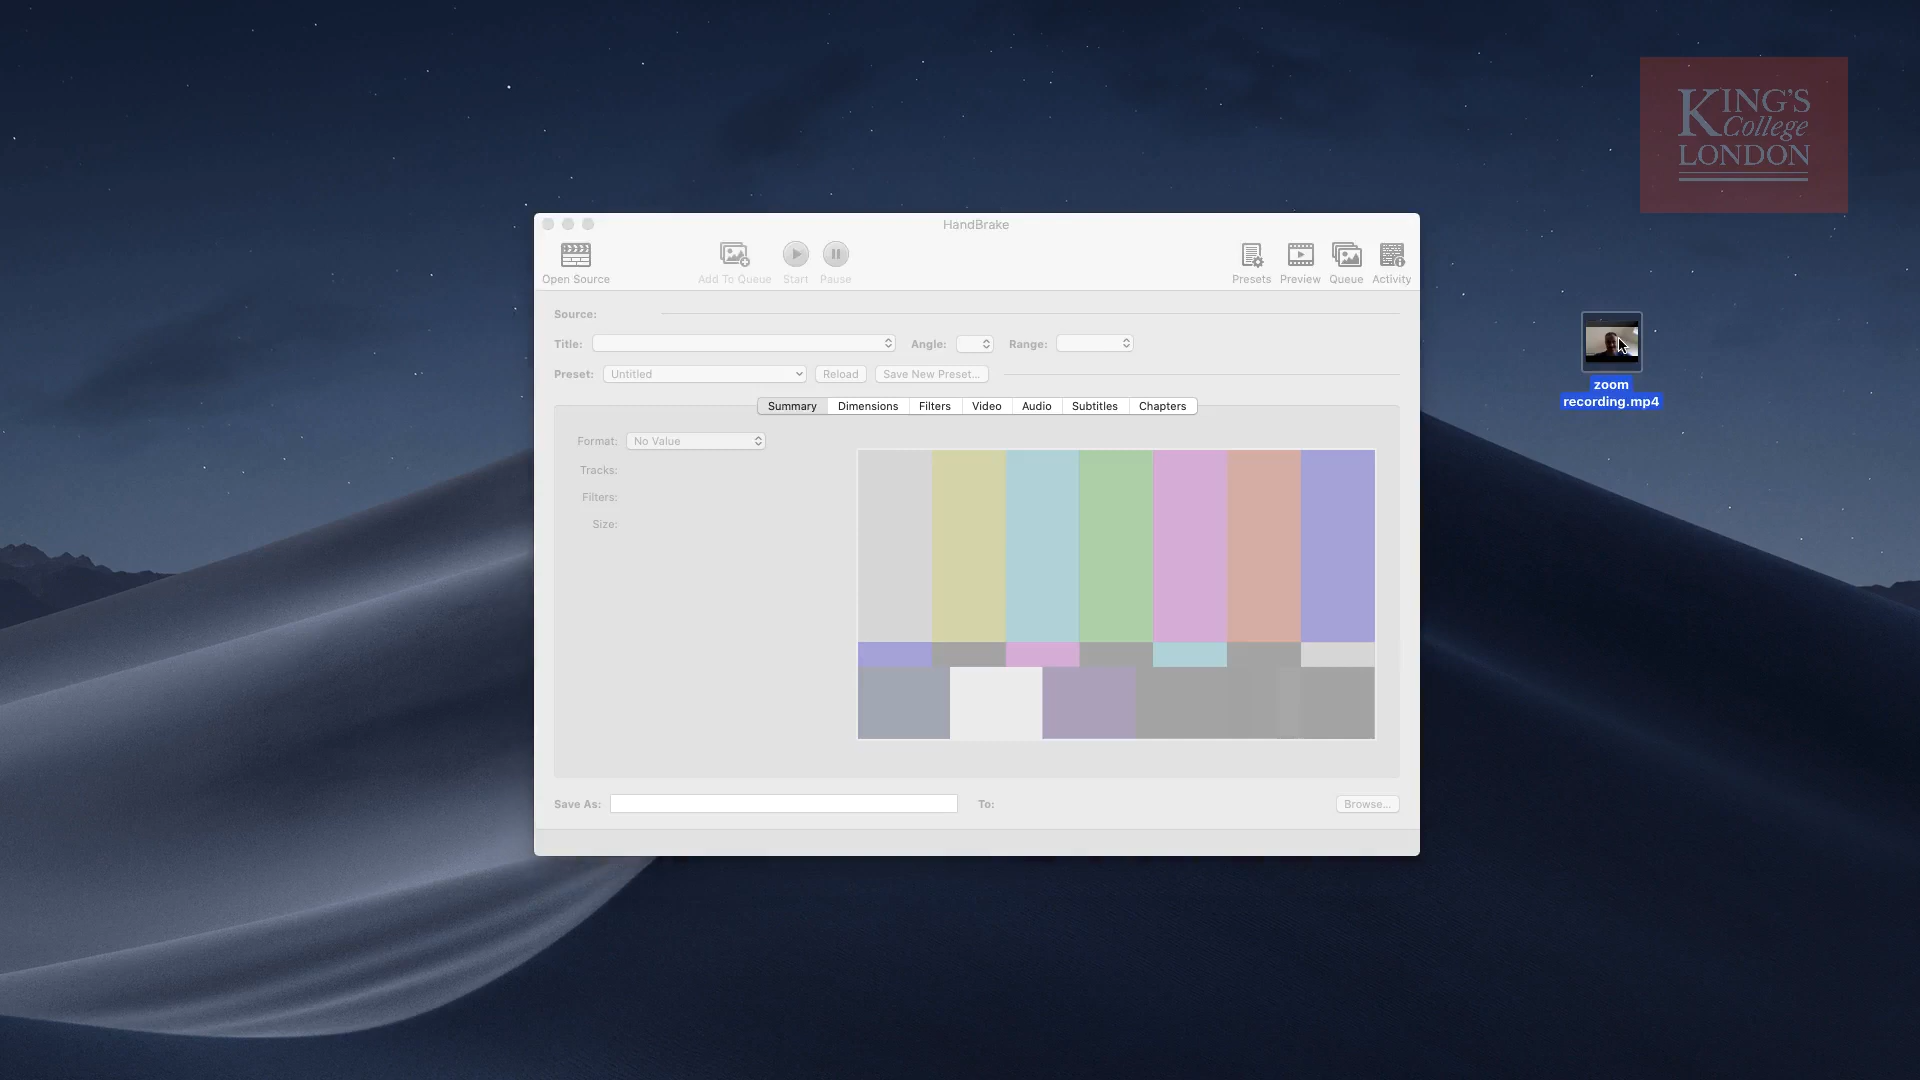 KING'S
College
LONDON
HandBrake
Open Source
Add To Queue
Start
Pause
Presets
Preview
Queue
Activity
Source:
Title:
Angle:
Range:
Preset:
Untitled
Reload
Save New Preset...
Summary
Dimensions
Filters
Video
Audio
Subtitles
Chapters
Format:
No Value
Tracks:
Filters:
Size:
Save As:
To:
Browse...
zoom
recording.mp4